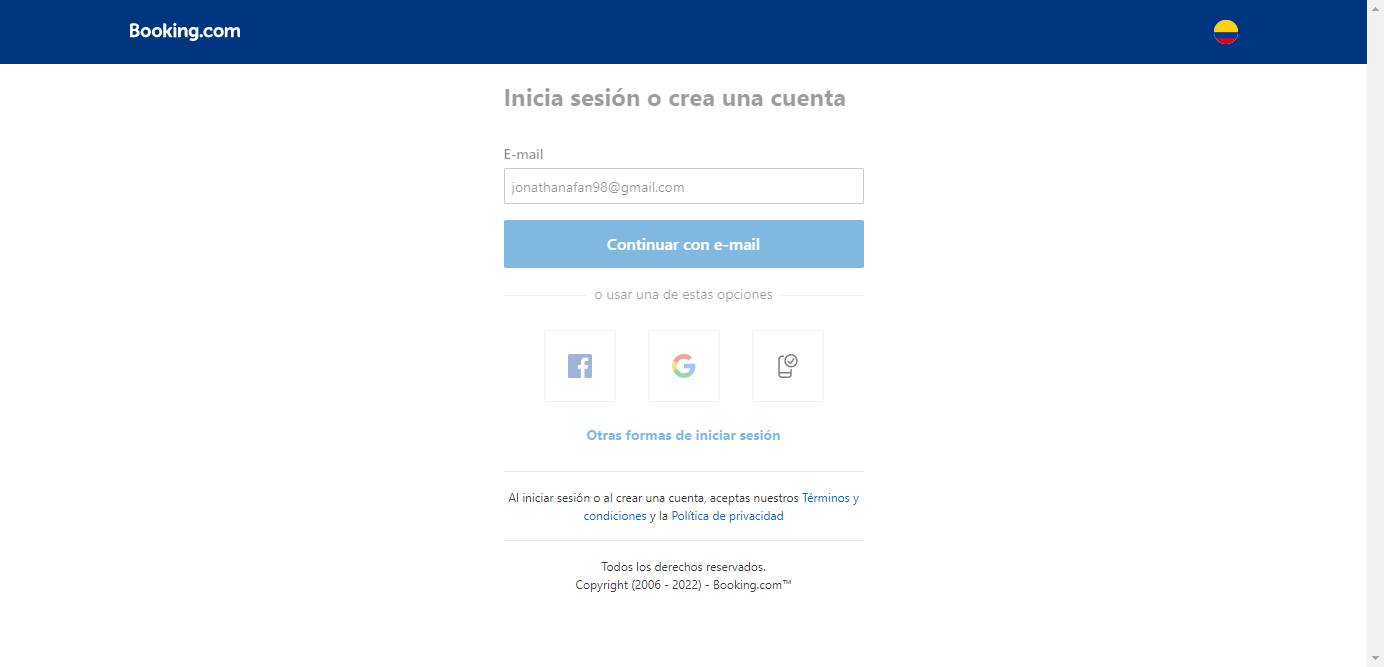 Booking.com
Inicia sesión o crea una cuenta
E-mail
jonathanafan98@gmail.com
Continuar con e-mail
o usar una de estas opciones
Otras formas de iniciar sesión
Al iniciar sesión o al crear una cuenta, aceptas nuestros Términos y
condiciones y la Política de privacidad
Todos los derechos reservados.
Copyright (2006 - 2022) - Booking.com™